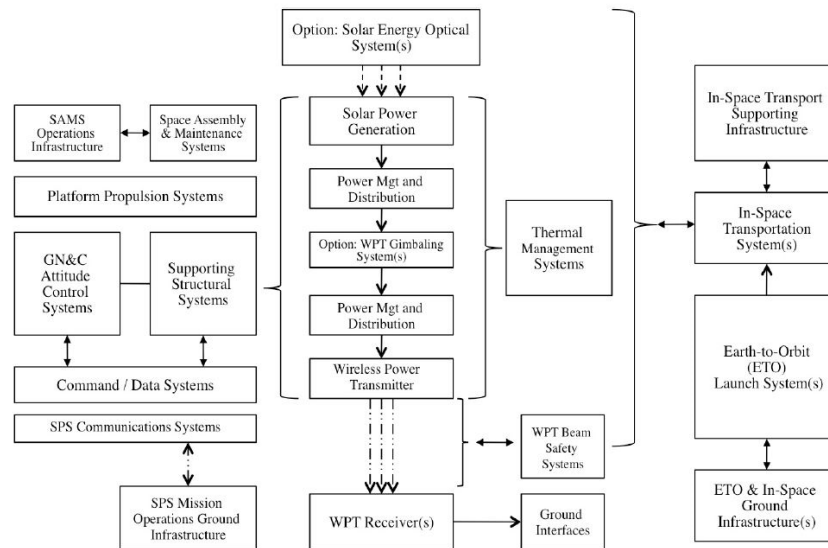 Option: Solar Energy Optical
System(s)
SAMS
Operations
Infrastructure
Space Assembly
& Maintenance
Systems
Platform Propulsion Systems
GN&C
Attitude
Control
Systems
Supporting
Structural
Systems
Command / Data Systems
SPS Communications Systems
SPS Mission
Operations Ground
Infrastructure
Solar Power
Generation
Power Mgt and
Distribution
Option: WPT Gimbaling
System(s)
Power Mgt and
Distribution
Wireless Power
Transmitter
WPT Receiver(s)
Thermal
Management
Systems
WPT Beam
Safety
Systems
Ground
Interfaces
In-Space Transport
Supporting
Infrastructure
In-Space
Transportation
System(s)
Earth-to-Orbit
(ETO)
Launch System(s)
ETO & In-Space
Ground
Infrastructure(s)